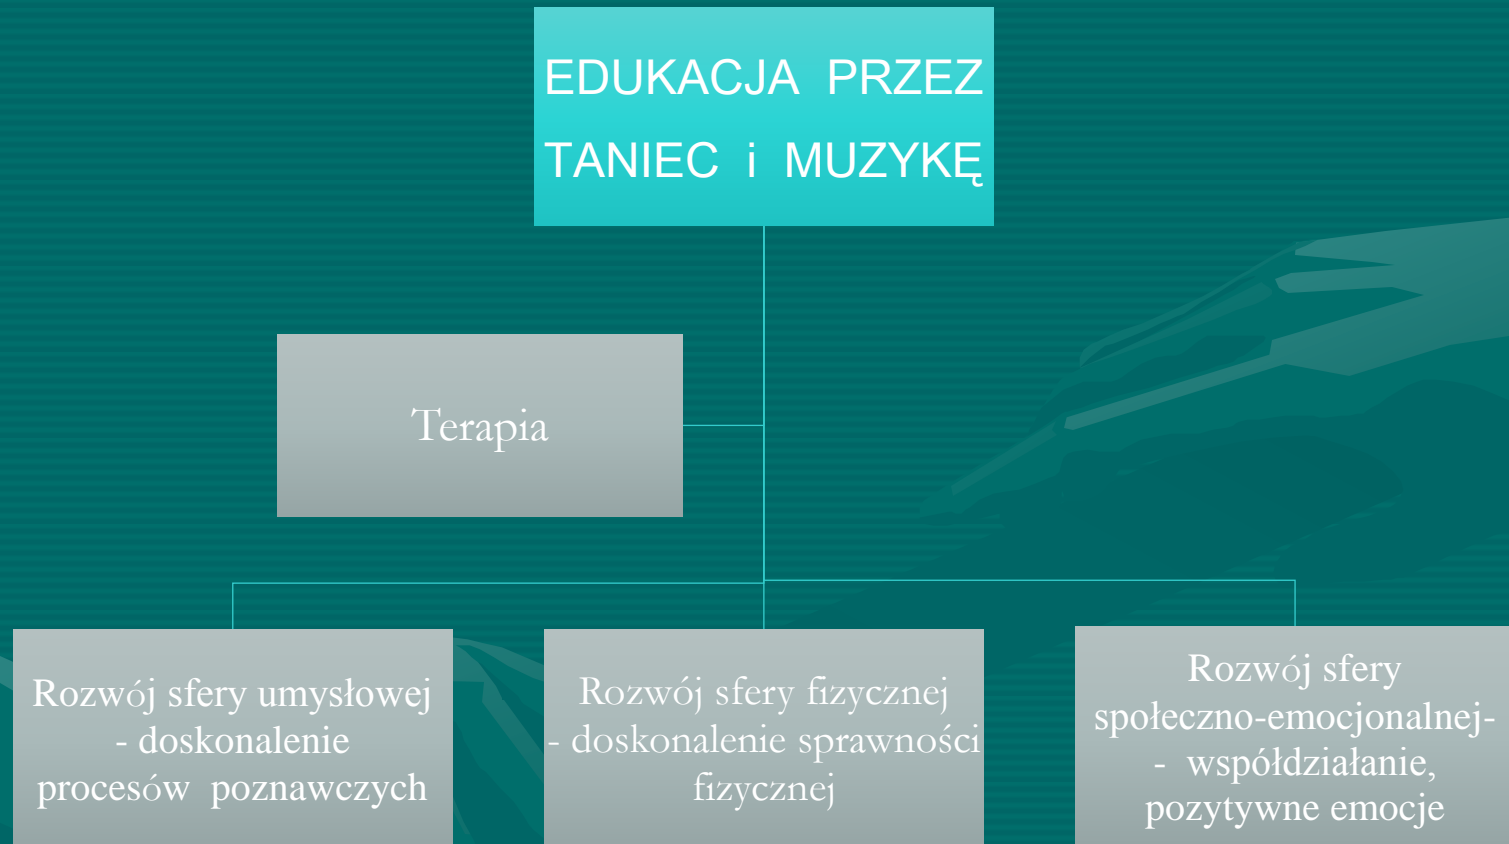 EDUKACJA PRZEZ
TANIEC i MUZYKĘ
Terapia
Rozwój sfery umysłowej
- doskonalenie
procesów poznawczych
Rozwój sfery fizycznej
- doskonalenie sprawności
fizycznej
Rozwój sfery
społeczno-emocjonalnej-
- współdziałanie,
pozytywne emocje